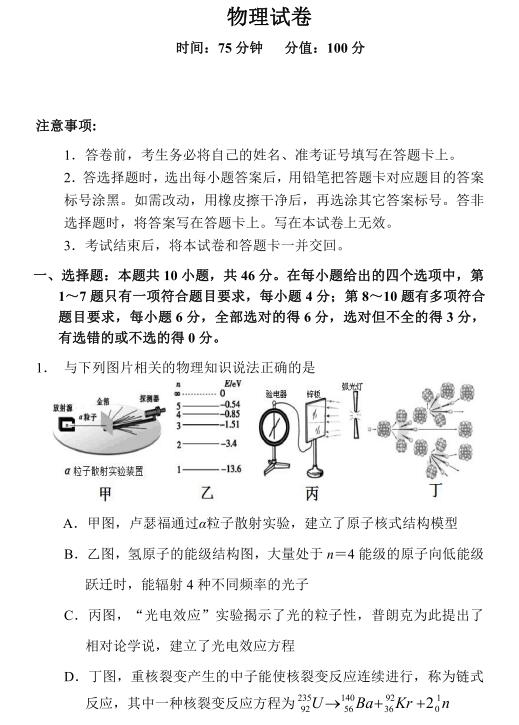 物理试卷
时间：75分钟 分值：100分
注意事项:
1．答卷前，考生务必将自己的姓名、准考证号填写在答题卡上。
2．答选择题时，选出每小题答案后，用铅笔把答题卡对应题目的答案
标号涂黑。如需改动，用橡皮擦干净后，再选涂其它答案标号。答非
选择题时，将答案写在答题卡上。写在本试卷上无效。
3．考试结束后，将本试卷和答题卡一并交回。
一、选择题：本题共10小题，共46分。在每小题给出的四个选项中，第
1～7题只有一项符合题目要求，每小题4分；第8～10题有多项符合
题目要求，每小题6分，全部选对的得6分，选对但不全的得3分，
有选错的或不选的得0分。
1． 与下列图片相关的物理知识说法正确的是
放射源 金箔 探测器
α粒子
α粒子散射实验装置
甲
n E/eV
∞ 0
5 -0.54
4 -0.85
3 -1.51
2 -3.4
1 -13.6
乙
验电器 锌板 弧光灯
丙
丁
A．甲图，卢瑟福通过α粒子散射实验，建立了原子核式结构模型
B．乙图，氢原子的能级结构图，大量处于n＝4能级的原子向低能级
跃迁时，能辐射4种不同频率的光子
C．丙图，“光电效应”实验揭示了光的粒子性，普朗克为此提出了
相对论学说，建立了光电效应方程
D．丁图，重核裂变产生的中子能使核裂变反应连续进行，称为链式
反应，其中一种核裂变反应方程为 ²³⁵₉₂U→¹⁴⁰₅₆Ba+⁹²₃₆Kr+2¹₀n